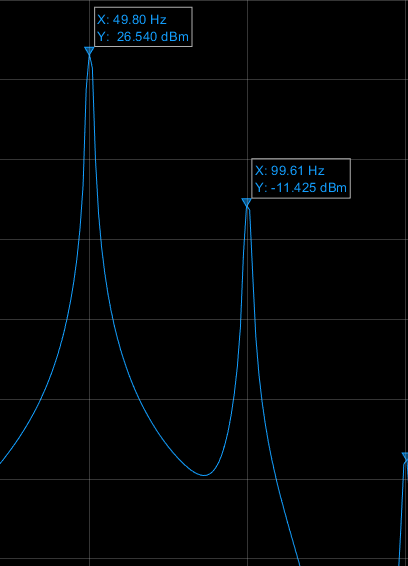 X: 49.80 Hz
Y:  26.540 dBm
X: 99.61 Hz
Y: -11.425 dBm